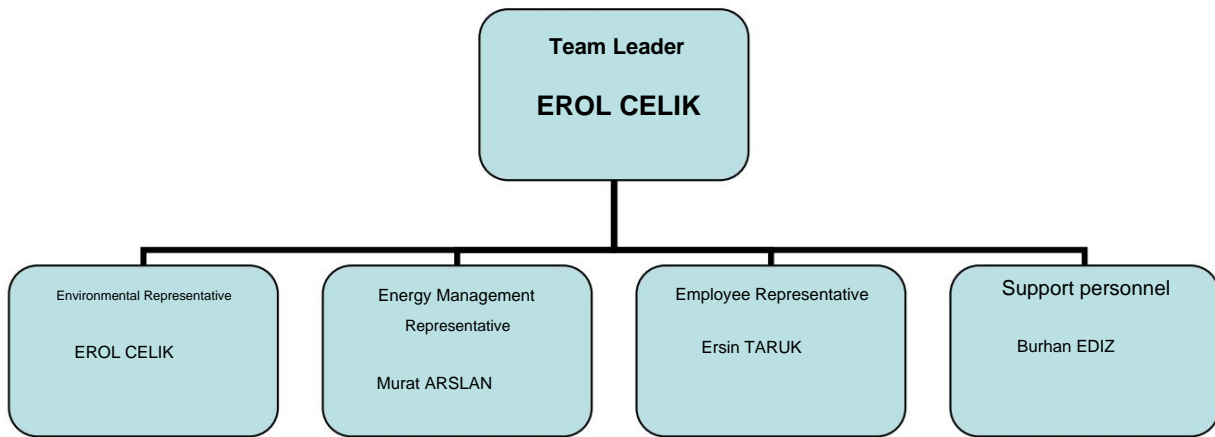 Team Leader
EROL CELIK
Environmental Representative
EROL CELIK
Energy Management
Representative
Murat ARSLAN
Employee Representative
Ersin TARUK
Support personnel
Burhan EDIZ